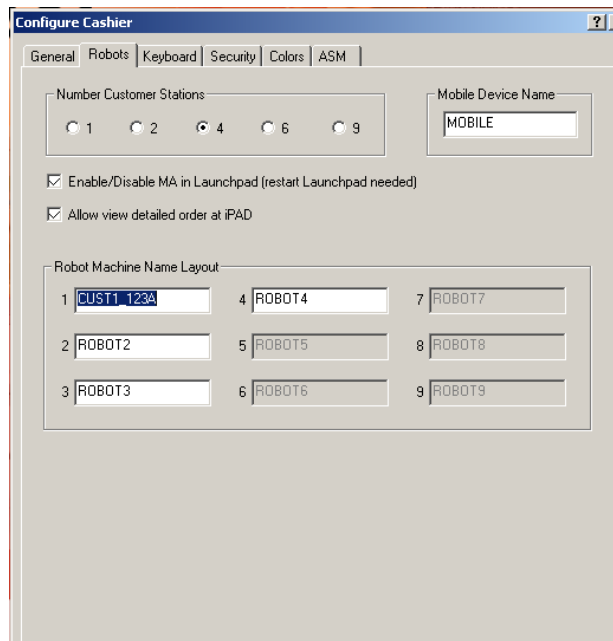 Configure Cashier
General Robots Keyboard Security Colors ASM
Number Customer Stations
1 2 4 6 9
Mobile Device Name
MOBILE
Enable/Disable MA in Launchpad (restart Launchpad needed)
Allow view detailed order at iPAD
Robot Machine Name Layout
1 CUST1_123A 4 ROBOT4 7 ROBOT7
2 ROBOT2 5 ROBOT5 8 ROBOT8
3 ROBOT3 6 ROBOT6 9 ROBOT9